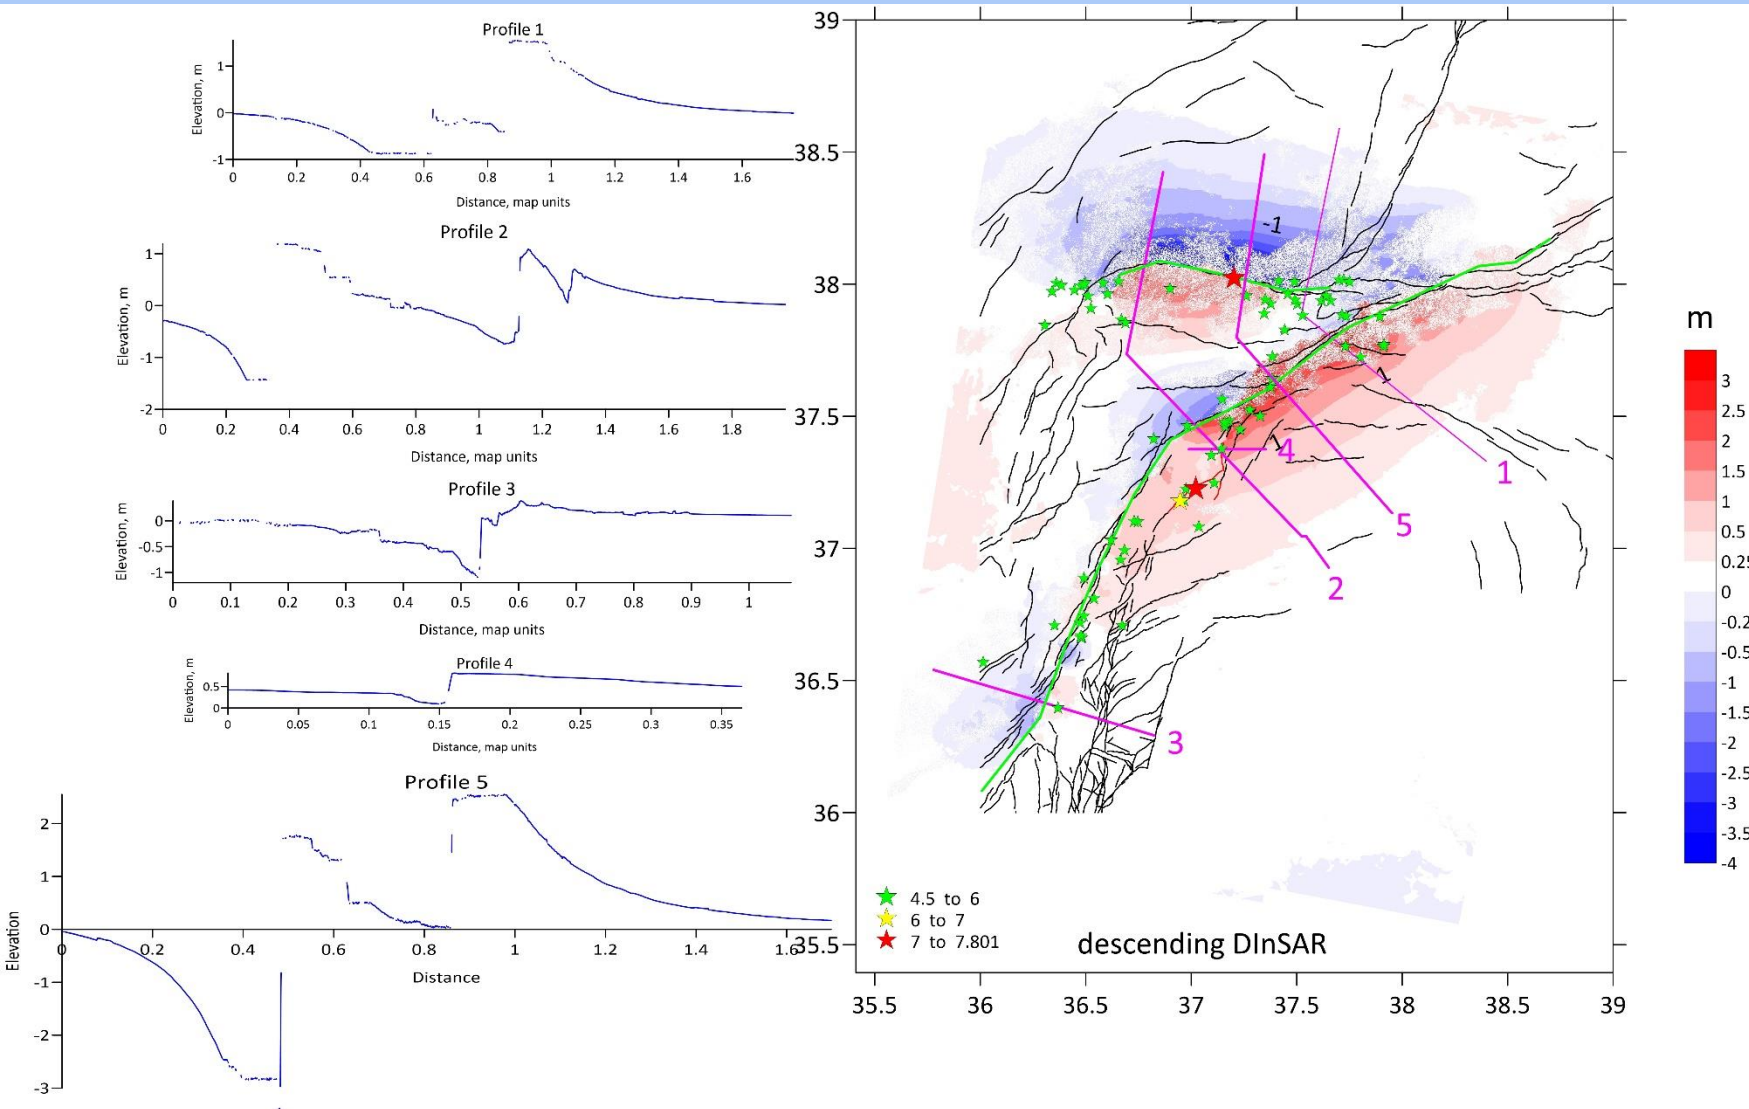 Profile 1
Elevation, m
1
0
-1
0 0.2 0.4 0.6 0.8 1 1.2 1.4 1.6
Distance, map units
Profile 2
Elevation, m
1
0
-1
-2
0 0.2 0.4 0.6 0.8 1 1.2 1.4 1.6 1.8
Distance, map units
Profile 3
Elevation, m
0
-0.5
-1
0 0.1 0.2 0.3 0.4 0.5 0.6 0.7 0.8 0.9 1
Distance, map units
Profile 4
Elevation, m
0.5
0
0 0.05 0.1 0.15 0.2 0.25 0.3 0.35
Distance, map units
Profile 5
Elevation
2
1
0
-1
-2
-3
0 0.2 0.4 0.6 0.8 1 1.2 1.4 1.6
Distance
39
38.5
38
37.5
37
36.5
36
35.5
35.5 36 36.5 37 37.5 38 38.5 39
-1
1
1
4
1
5
2
3
4.5 to 6
6 to 7
7 to 7.801
descending DInSAR
m
3
2.5
2
1.5
1
0.5
0.25
0
-0.2
-0.5
-1
-1.5
-2
-2.5
-3
-3.5
-4